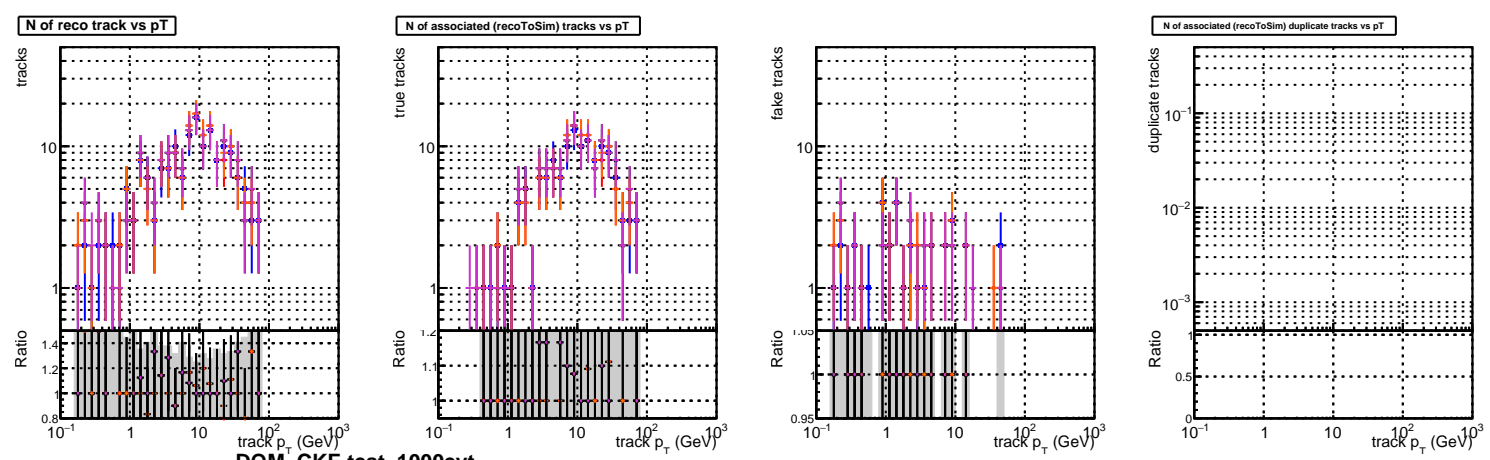 N of reco track vs pT
tracks
10
1
Ratio
1.4
1.2
1
0.8
10−1 1 10 10² 10³
track pT (GeV)
N of associated (recoToSim) tracks vs pT
true tracks
10
1
Ratio
1.2
1.1
1
10−1 1 10 10² 10³
track pT (GeV)
fake tracks
10
1
Ratio
1.05
1
0.95
10−1 1 10 10² 10³
track pT (GeV)
N of associated (recoToSim) duplicate tracks vs pT
duplicate tracks
10−1
10−2
10−3
Ratio
1
0.5
0
10−1 1 10 10² 10³
track pT (GeV)